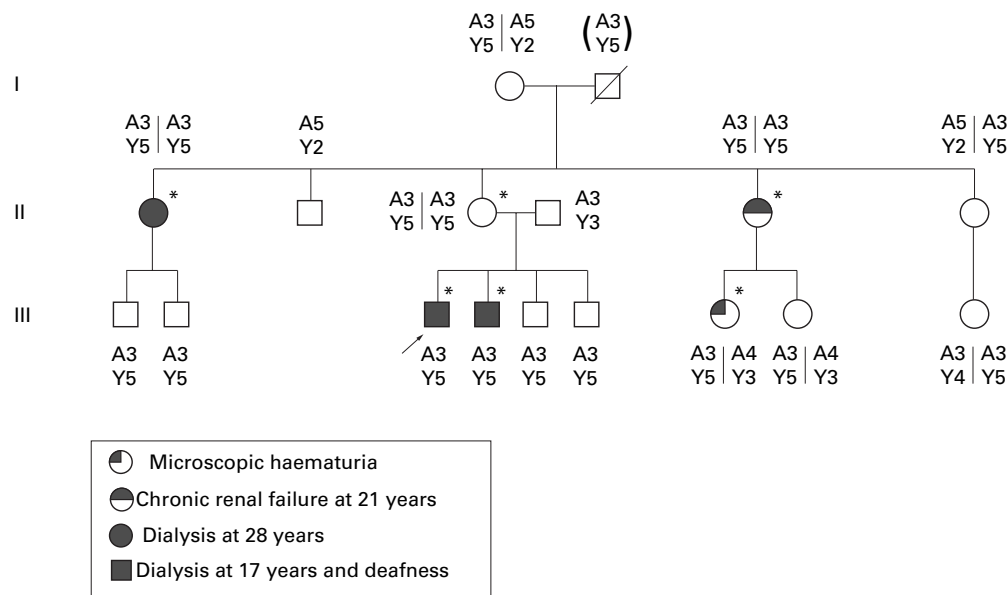 A3 | A5 (A3
Y5 | Y2 Y5)
I
A3 | A3 A5 A3 | A3 A5 | A3
Y5 | Y5 Y2 Y5 | Y5 Y2 | Y5
* * *
II
A3 | A3 A3
Y5 | Y5 Y3
* * *
III
A3 A3 A3 A3 A3 A3 A3 | A4 A3 | A4 A3 | A3
Y5 Y5 Y5 Y5 Y5 Y5 Y5 | Y3 Y5 | Y3 Y4 | Y5
Microscopic haematuria
Chronic renal failure at 21 years
Dialysis at 28 years
Dialysis at 17 years and deafness